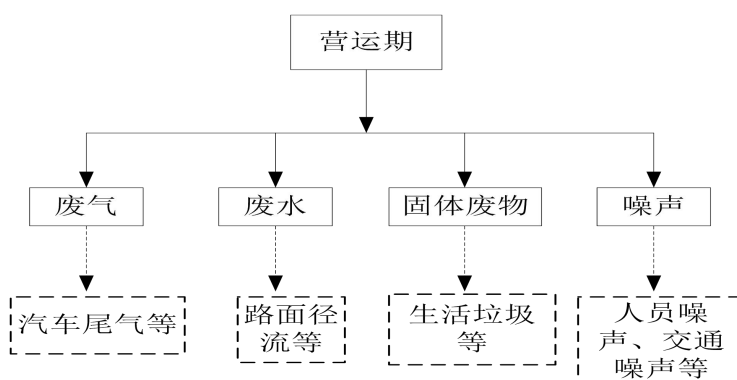 营运期
废气
废水
固体废物
噪声
汽车尾气等
路面径
流等
生活垃圾
等
人员噪
声、交通
噪声等